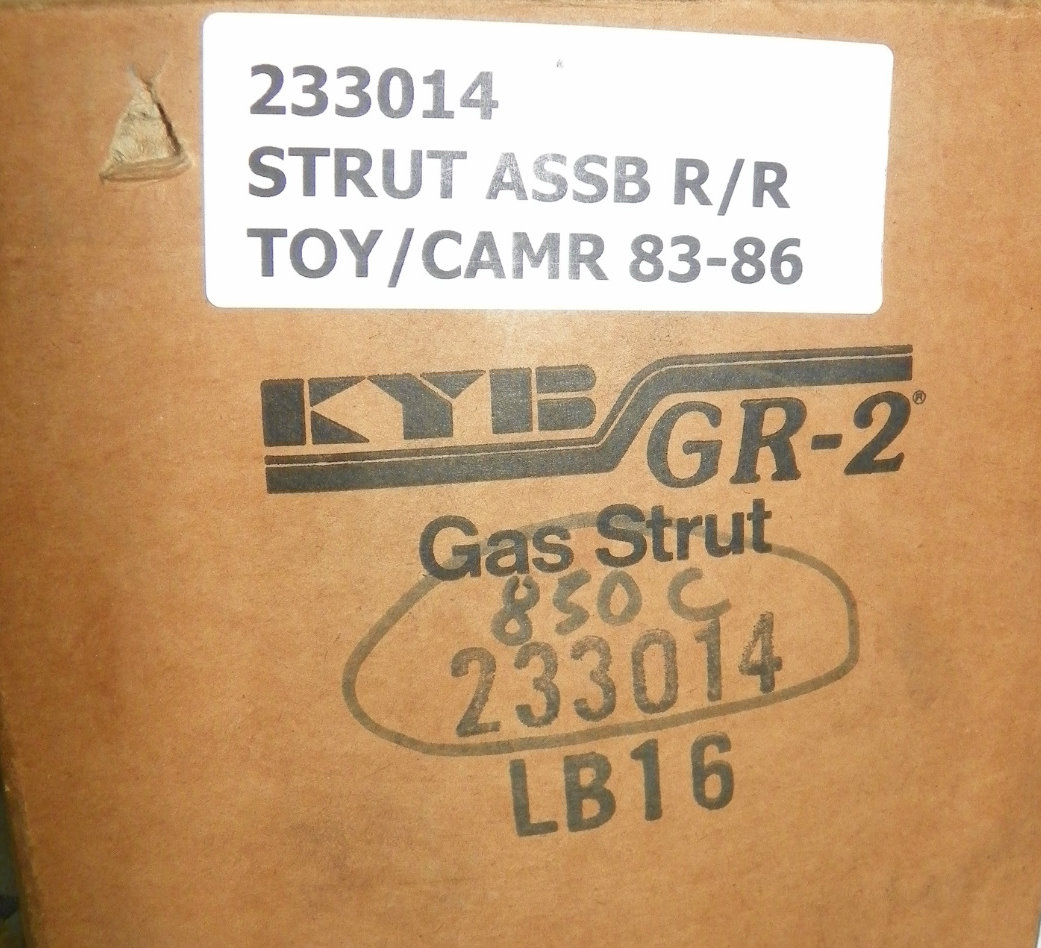 233014
STRUT ASSB R/R
TOY/CAMR 83-86
KYB GR-2®
Gas Strut
850 C
233014
LB16